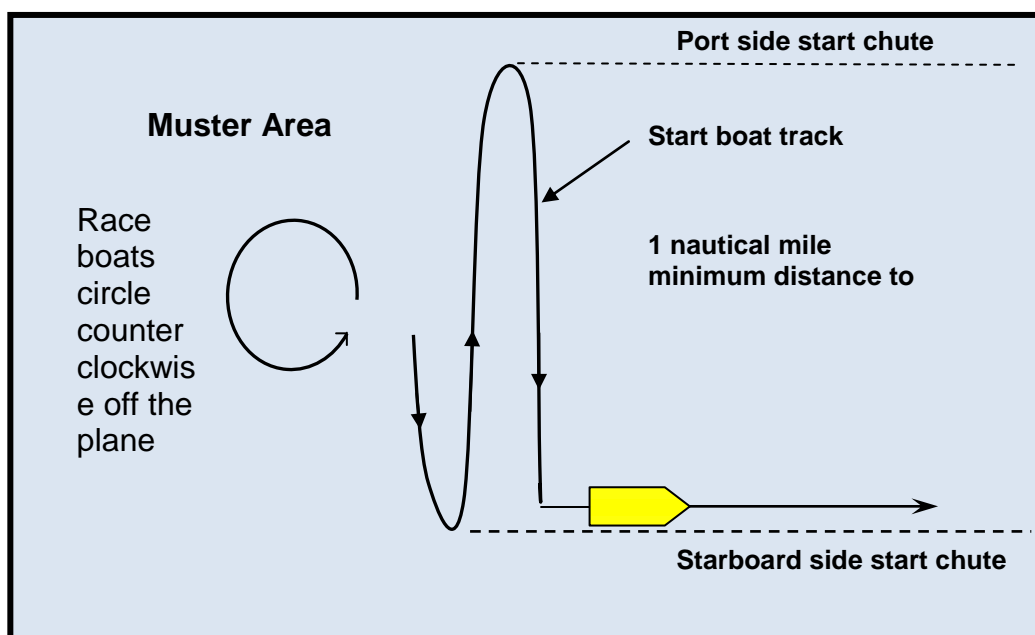 Port side start chute
Muster Area
Start boat track
Race
boats
circle
counter
clockwis
e off the
plane
1 nautical mile
minimum distance to
Starboard side start chute